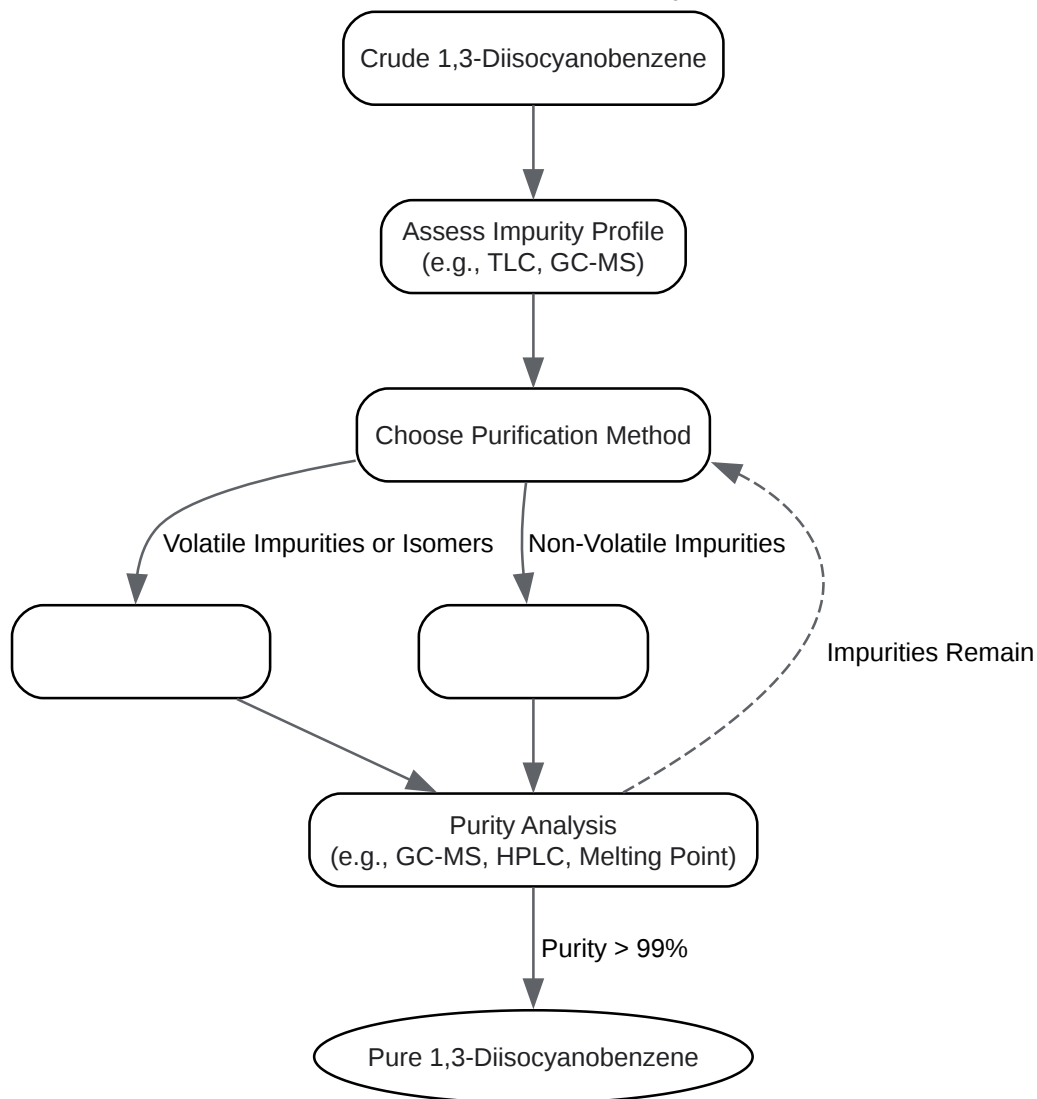 Crude 1,3-Diisocyanobenzene
Assess Impurity Profile
(e.g., TLC, GC-MS)
Choose Purification Method
Volatile Impurities or Isomers
Non-Volatile Impurities
Impurities Remain
Purity Analysis
(e.g., GC-MS, HPLC, Melting Point)
Purity > 99%
Pure 1,3-Diisocyanobenzene